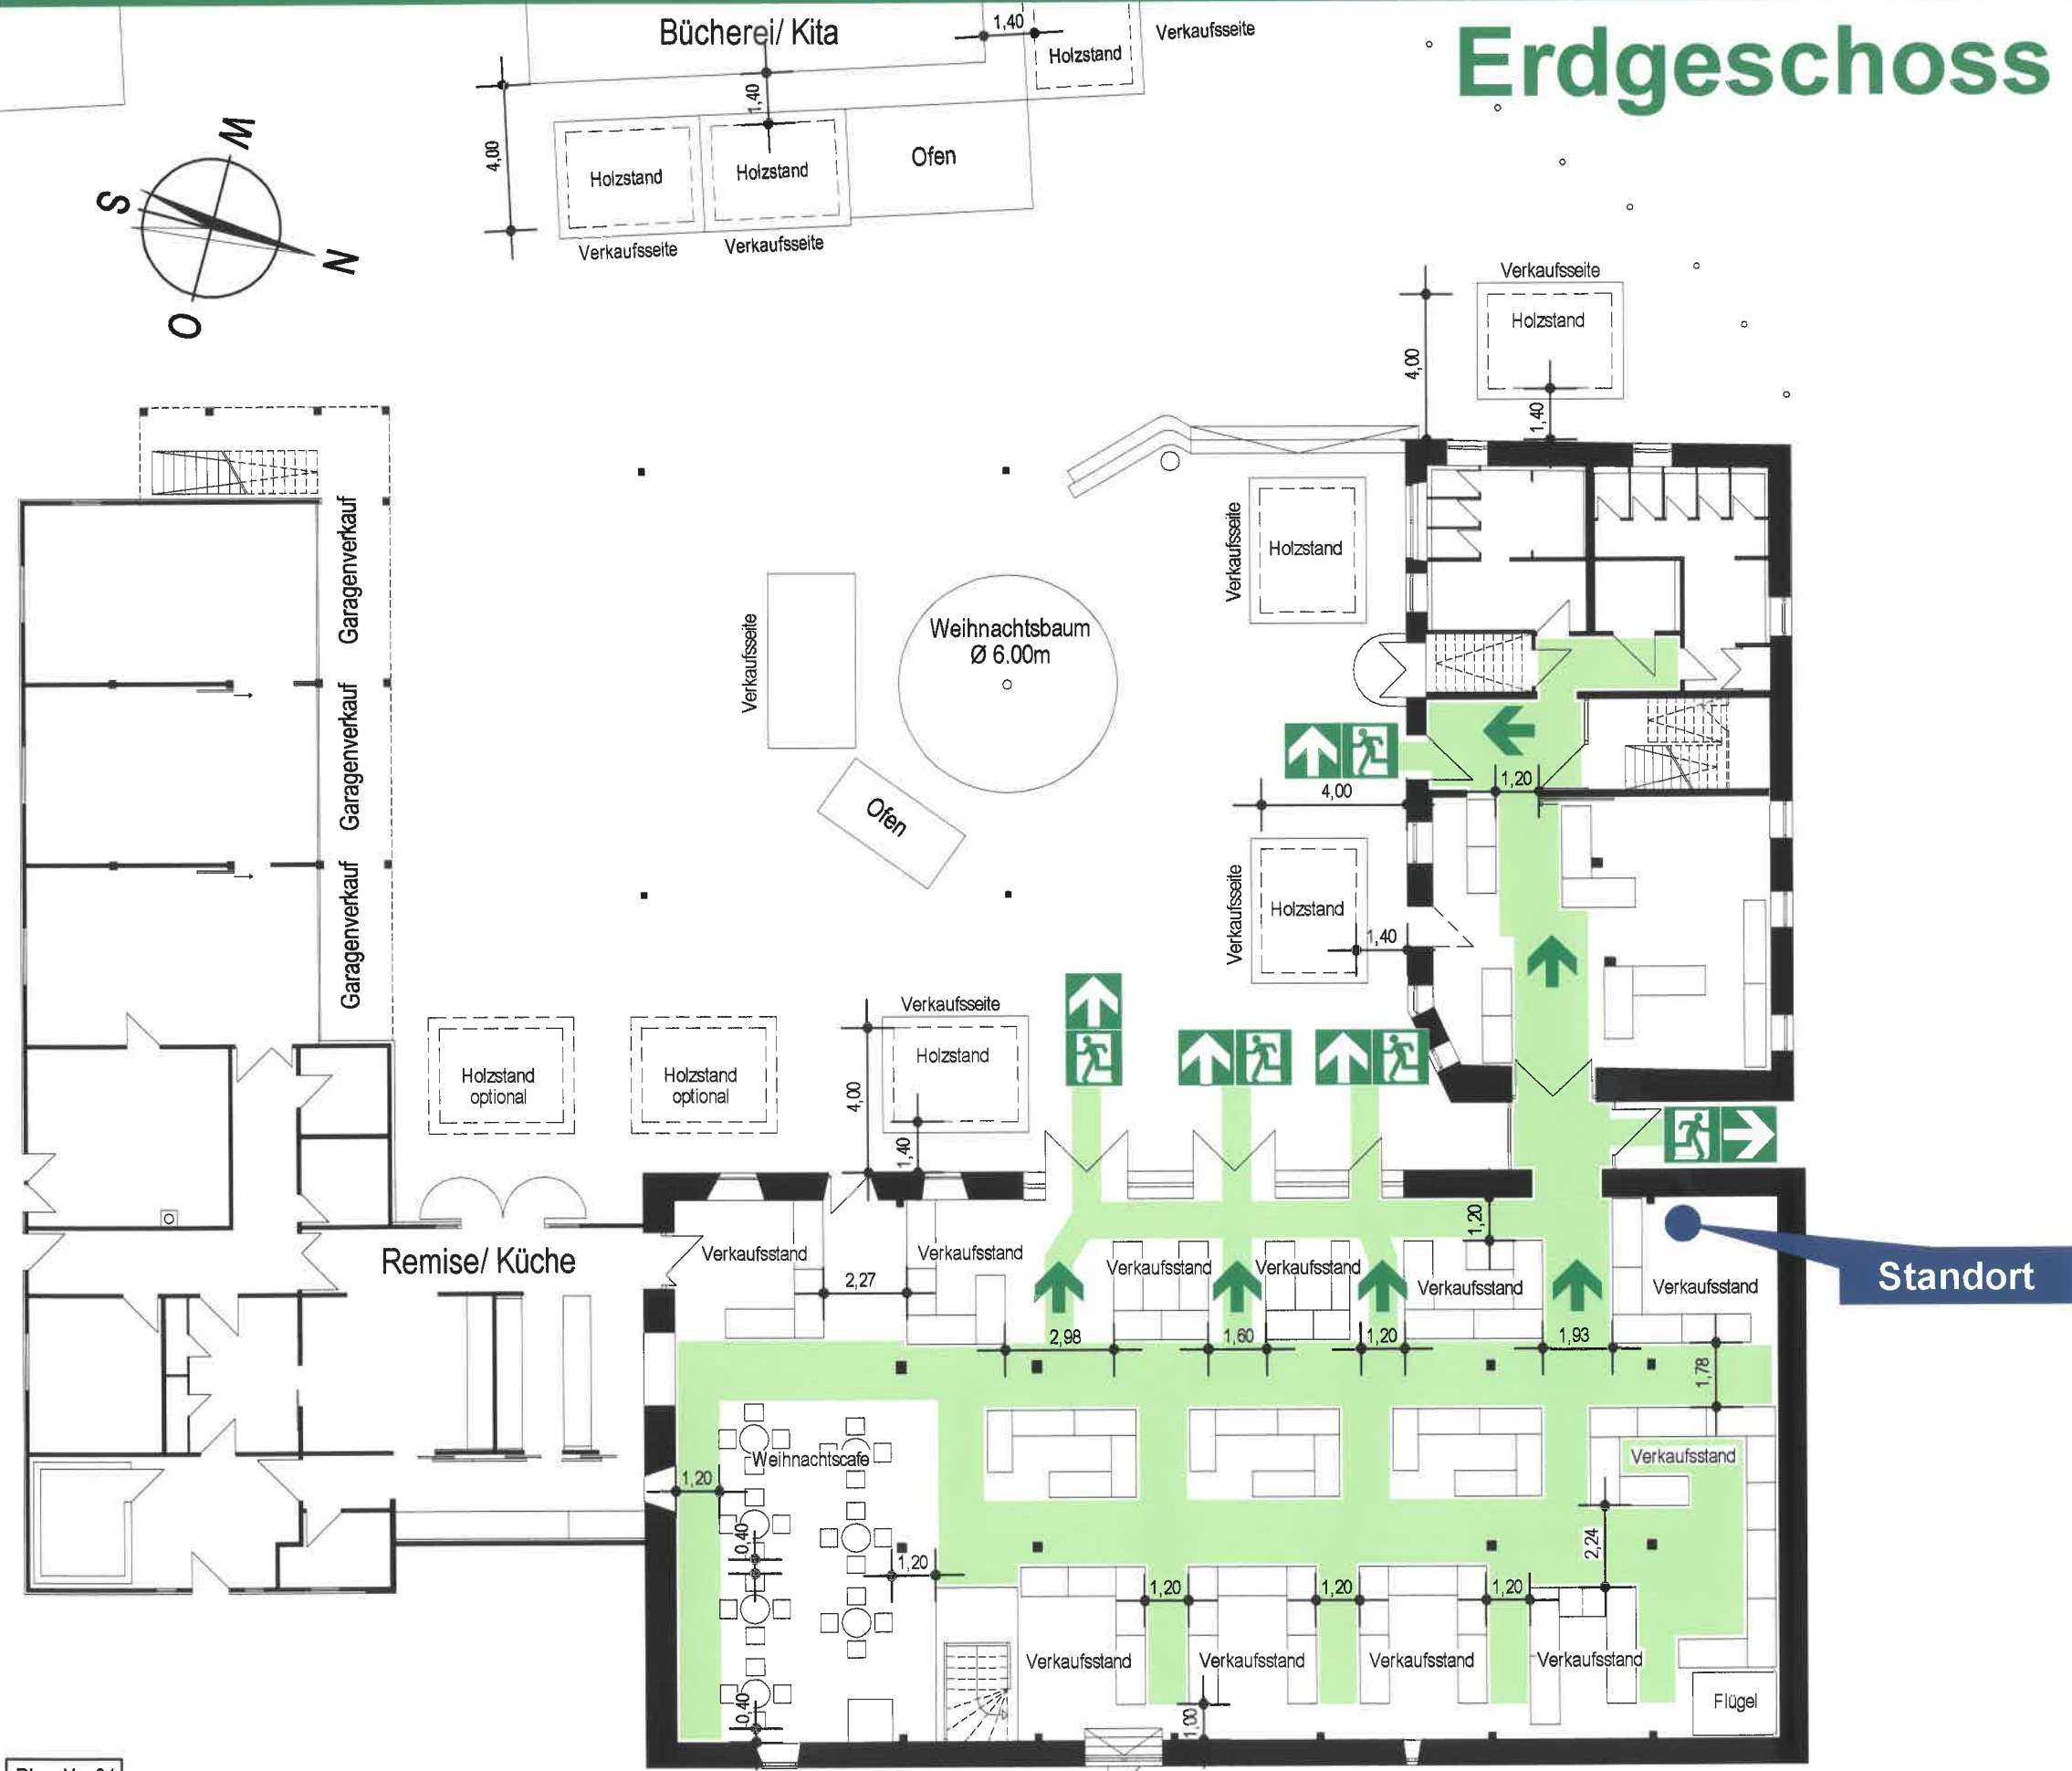 Erdgeschoss
Bücherei/ Kita
1,40
Holzstand
Verkaufsseite
1,40
4,00
Holzstand
Holzstand
Ofen
Verkaufsseite
Verkaufsseite
W
S
N
O
Verkaufsseite
Holzstand
4,00
1,40
Garagenverkauf
Garagenverkauf
Garagenverkauf
Verkaufsseite
Weihnachtsbaum
Ø 6.00m
Ofen
Verkaufsseite
Holzstand
4,00
1,20
Verkaufsseite
Holzstand
1,40
Verkaufsseite
Holzstand
4,00
1,40
Holzstand
optional
Holzstand
optional
Remise/ Küche
Verkaufsstand
2,27
Verkaufsstand
Verkaufsstand
Verkaufsstand
1,20
Verkaufsstand
Verkaufsstand
Standort
2,98
1,60
1,20
1,93
1,78
Weihnachtscafe
1,20
0,40
1,20
0,40
Verkaufsstand
2,24
1,20
1,20
1,20
Verkaufsstand
Verkaufsstand
Verkaufsstand
Verkaufsstand
1,00
Flügel